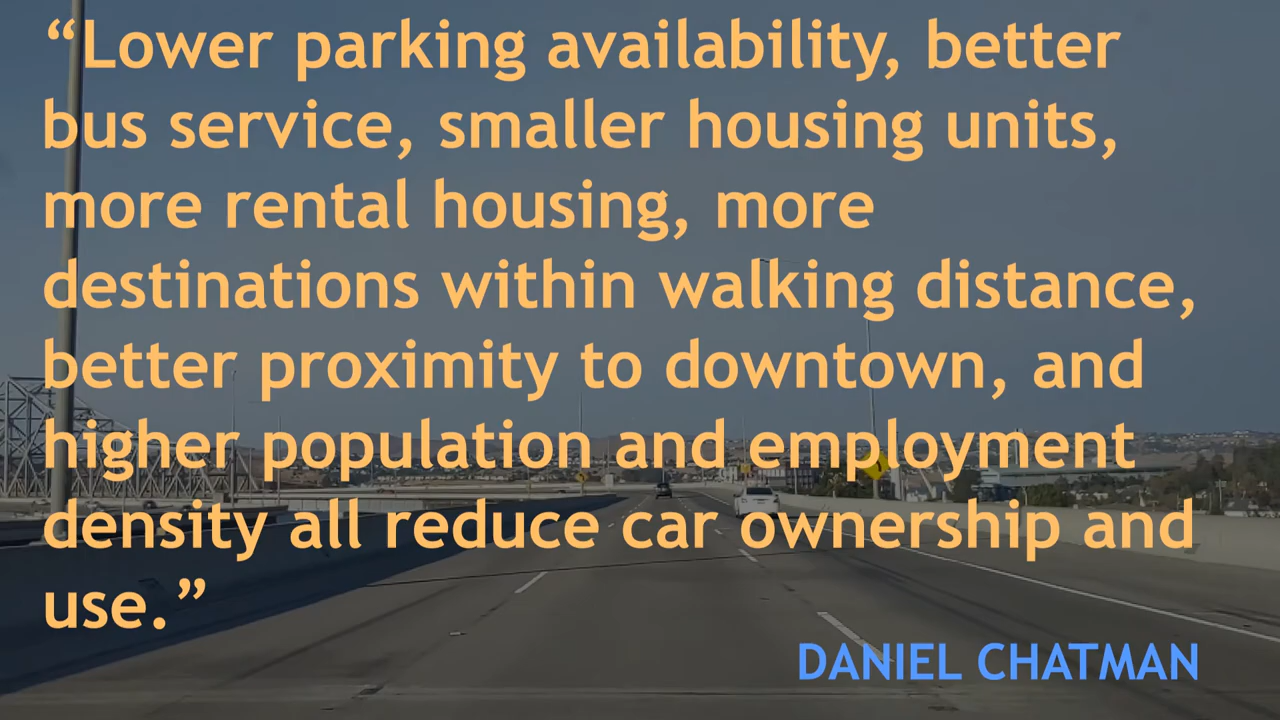 “Lower parking availability, better
bus service, smaller housing units,
more rental housing, more
destinations within walking distance,
better proximity to downtown, and
higher population and employment
density all reduce car ownership and
use.”
DANIEL CHATMAN